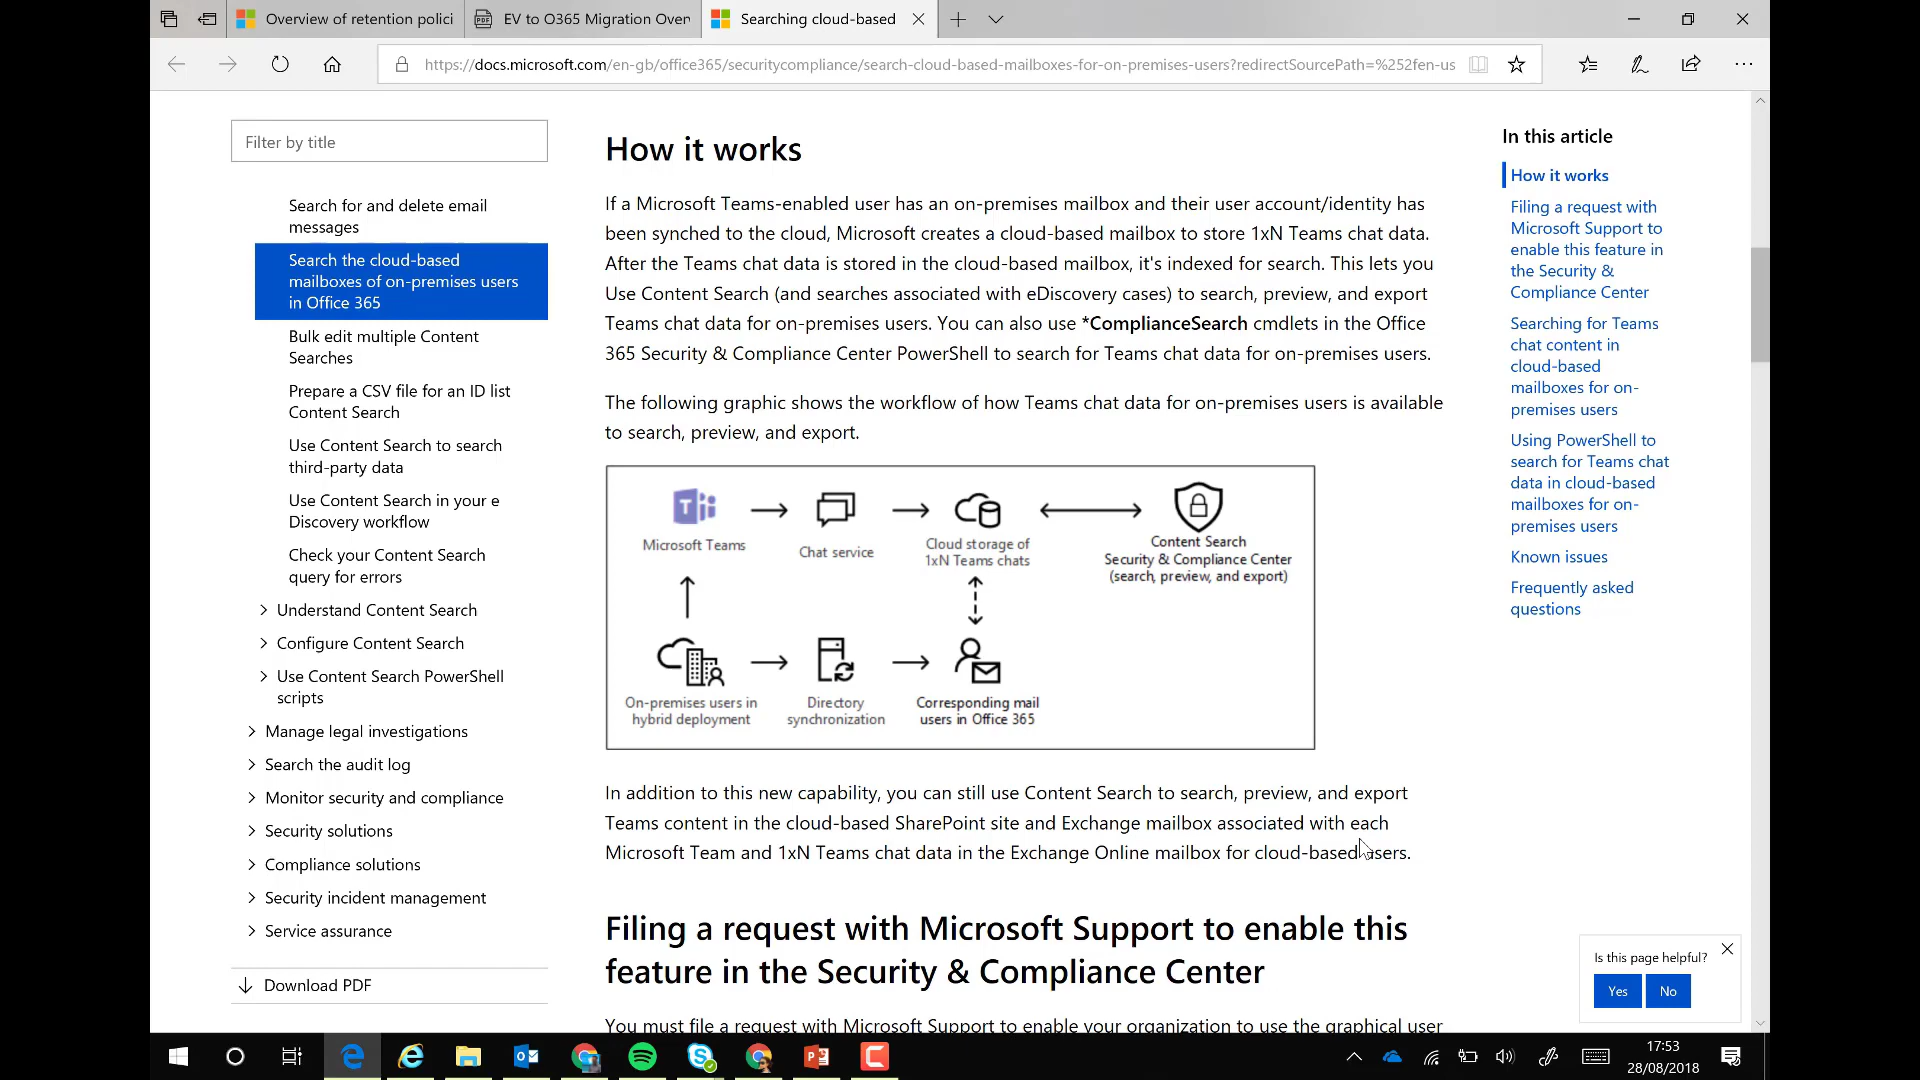 Overview of retention polici
EV to O365 Migration Over
Searching cloud-based
https://docs.microsoft.com/en-gb/office365/securitycompliance/search-cloud-based-mailboxes-for-on-premises-users?redirectSourcePath=%252fen-us
Filter by title
Search for and delete email
messages
Search the cloud-based
mailboxes of on-premises users
in Office 365
Bulk edit multiple Content
Searches
Prepare a CSV file for an ID list
Content Search
Use Content Search to search
third-party data
Use Content Search in your e
Discovery workflow
Check your Content Search
query for errors
Understand Content Search
Configure Content Search
Use Content Search PowerShell
scripts
Manage legal investigations
Search the audit log
Monitor security and compliance
Security solutions
Compliance solutions
Security incident management
Service assurance
Download PDF
How it works
If a Microsoft Teams-enabled user has an on-premises mailbox and their user account/identity has
been synched to the cloud, Microsoft creates a cloud-based mailbox to store 1xN Teams chat data.
After the Teams chat data is stored in the cloud-based mailbox, it's indexed for search. This lets you
Use Content Search (and searches associated with eDiscovery cases) to search, preview, and export
Teams chat data for on-premises users. You can also use *ComplianceSearch cmdlets in the Office
365 Security & Compliance Center PowerShell to search for Teams chat data for on-premises users.
The following graphic shows the workflow of how Teams chat data for on-premises users is available
to search, preview, and export.
Microsoft Teams
Chat service
Cloud storage of
1xN Teams chats
Content Search
Security & Compliance Center
(search, preview, and export)
On-premises users in
hybrid deployment
Directory
synchronization
Corresponding mail
users in Office 365
In addition to this new capability, you can still use Content Search to search, preview, and export
Teams content in the cloud-based SharePoint site and Exchange mailbox associated with each
Microsoft Team and 1xN Teams chat data in the Exchange Online mailbox for cloud-based users.
Filing a request with Microsoft Support to enable this
feature in the Security & Compliance Center
You must file a request with Microsoft Support to enable your organization to use the graphical user
In this article
How it works
Filing a request with
Microsoft Support to
enable this feature in
the Security &
Compliance Center
Searching for Teams
chat content in
cloud-based
mailboxes for on-
premises users
Using PowerShell to
search for Teams chat
data in cloud-based
mailboxes for on-
premises users
Known issues
Frequently asked
questions
Is this page helpful?
Yes
No
17:53
28/08/2018